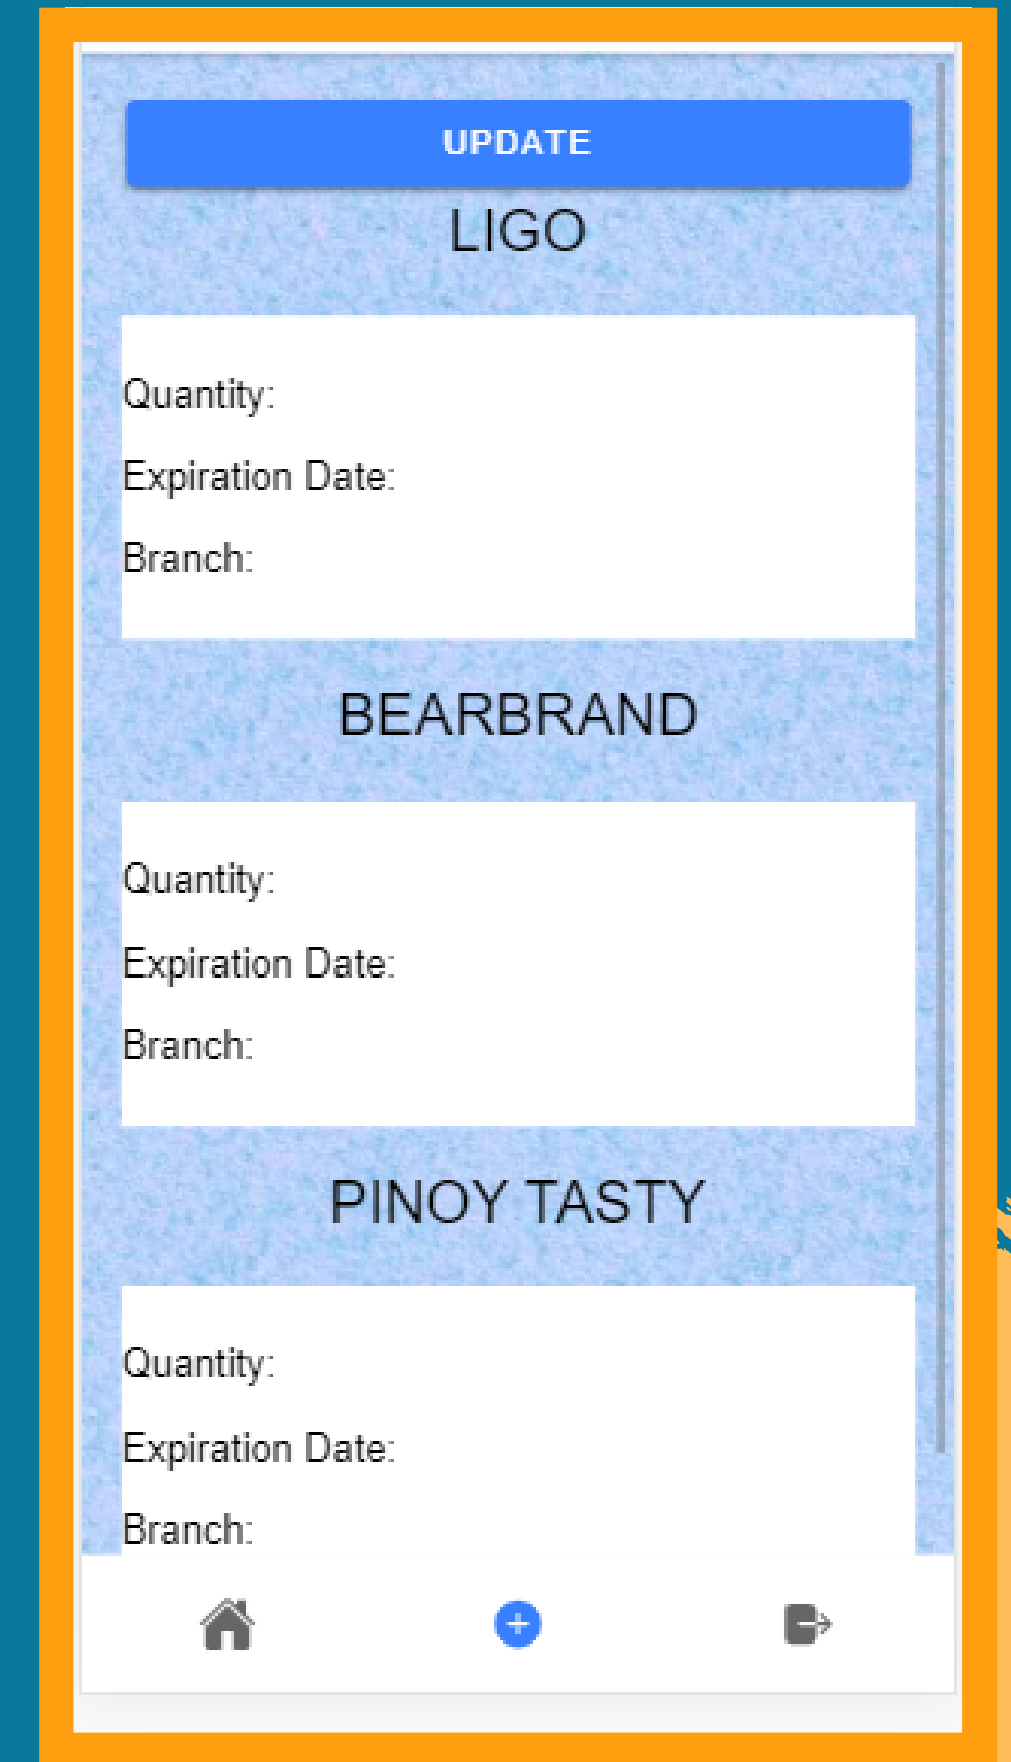 UPDATE
LIGO
Quantity:
Expiration Date:
Branch:
BEARBRAND
Quantity:
Expiration Date:
Branch:
PINOY TASTY
Quantity:
Expiration Date:
Branch: